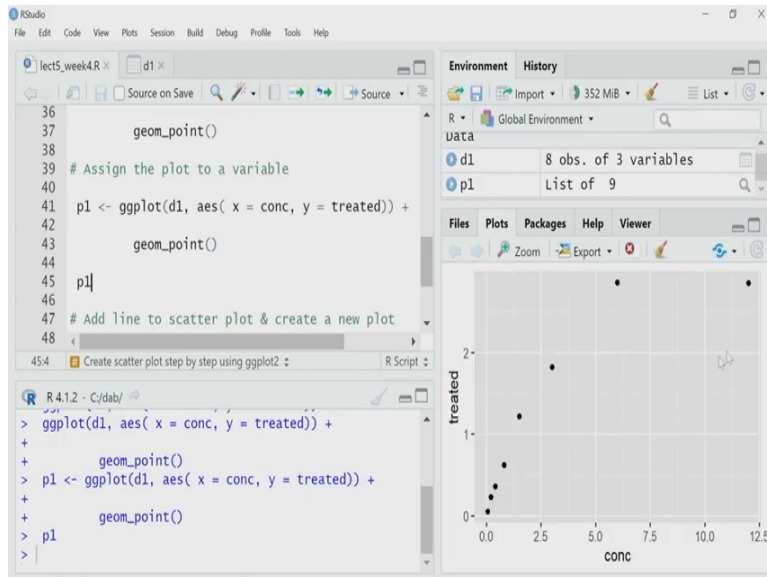 RStudio
File Edit Code View Plots Session Build Debug Profile Tools Help
lect5_week4.R d1
Source on Save Source
36
37 geom_point()
38
39 # Assign the plot to a variable
40
41 p1 <- ggplot(d1, aes( x = conc, y = treated)) +
42
43 geom_point()
44
45 p1
46
47 # Add line to scatter plot & create a new plot
48
45:4 Create scatter plot step by step using ggplot2 R Script
R 4.1.2 · C:/dab/
> ggplot(d1, aes( x = conc, y = treated)) +
+
+ geom_point()
> p1 <- ggplot(d1, aes( x = conc, y = treated)) +
+
+ geom_point()
> p1
>
Environment History
Import 352 MiB List
R Global Environment
Data
d1 8 obs. of 3 variables
p1 List of 9
Files Plots Packages Help Viewer
Zoom Export
treated
2
1
0
0.0 2.5 5.0 7.5 10.0 12.5
conc